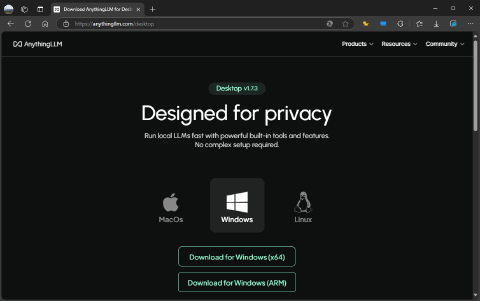 Download AnythingLLM for Desk
https://anythingllm.com/desktop
AnythingLLM
Products
Resources
Community
Desktop v1.7.3
Designed for privacy
Run local LLMs fast with powerful built-in tools and features.
No complex setup required.
MacOs
Windows
Linux
Download for Windows (x64)
Download for Windows (ARM)